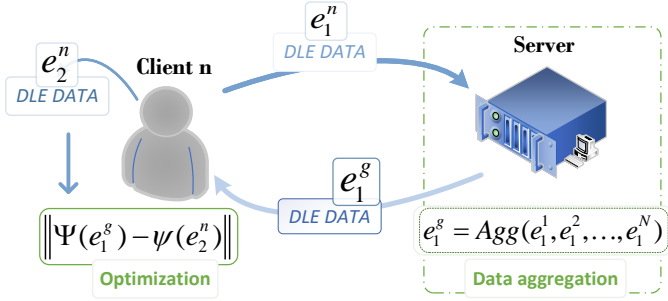 e_2^n
DLE DATA
Client n
e_1^n
DLE DATA
Server
e_1^g
DLE DATA
‖Ψ(e_1^g) − ψ(e_2^n)‖
Optimization
e_1^g = Agg(e_1^1, e_1^2, ..., e_1^N)
Data aggregation